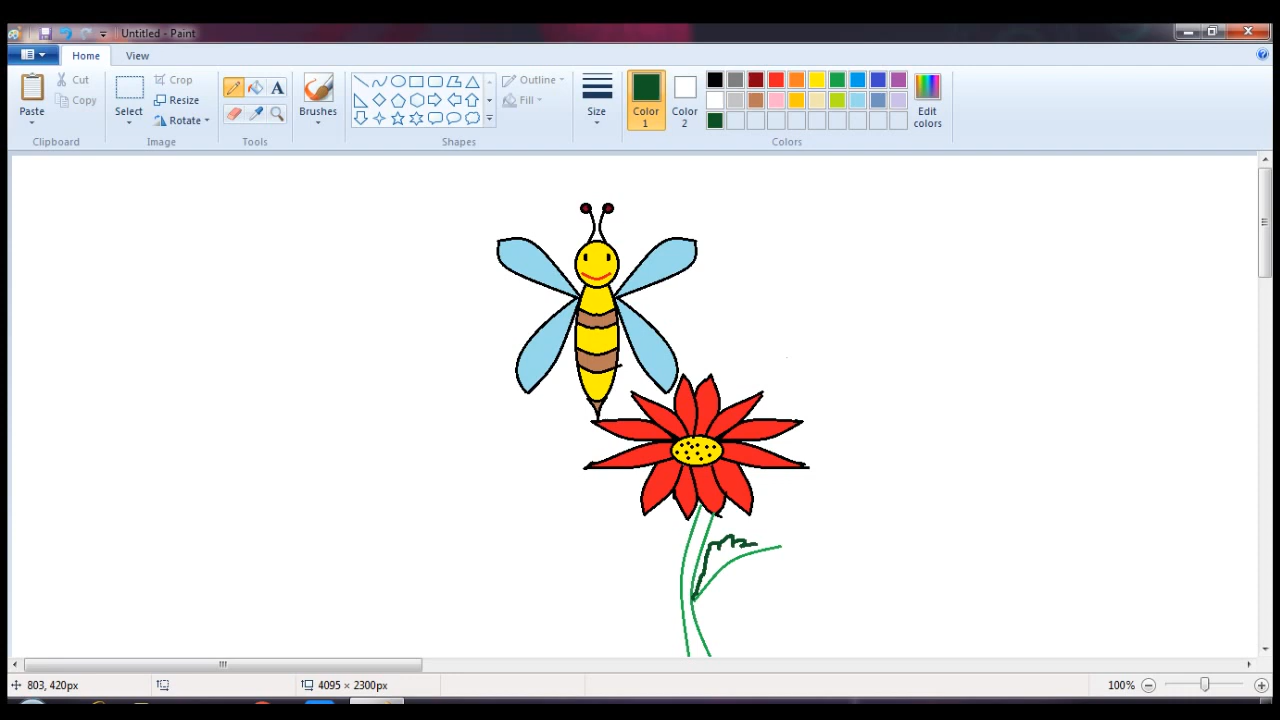 Untitled - Paint
Home View
Paste
Cut
Copy
Clipboard
Select
Crop
Resize
Rotate
Image
A
Tools
Brushes
Outline
Fill
Shapes
Size
Color 1
Color 2
Edit colors
Colors
803, 420px
4095 × 2300px
100%